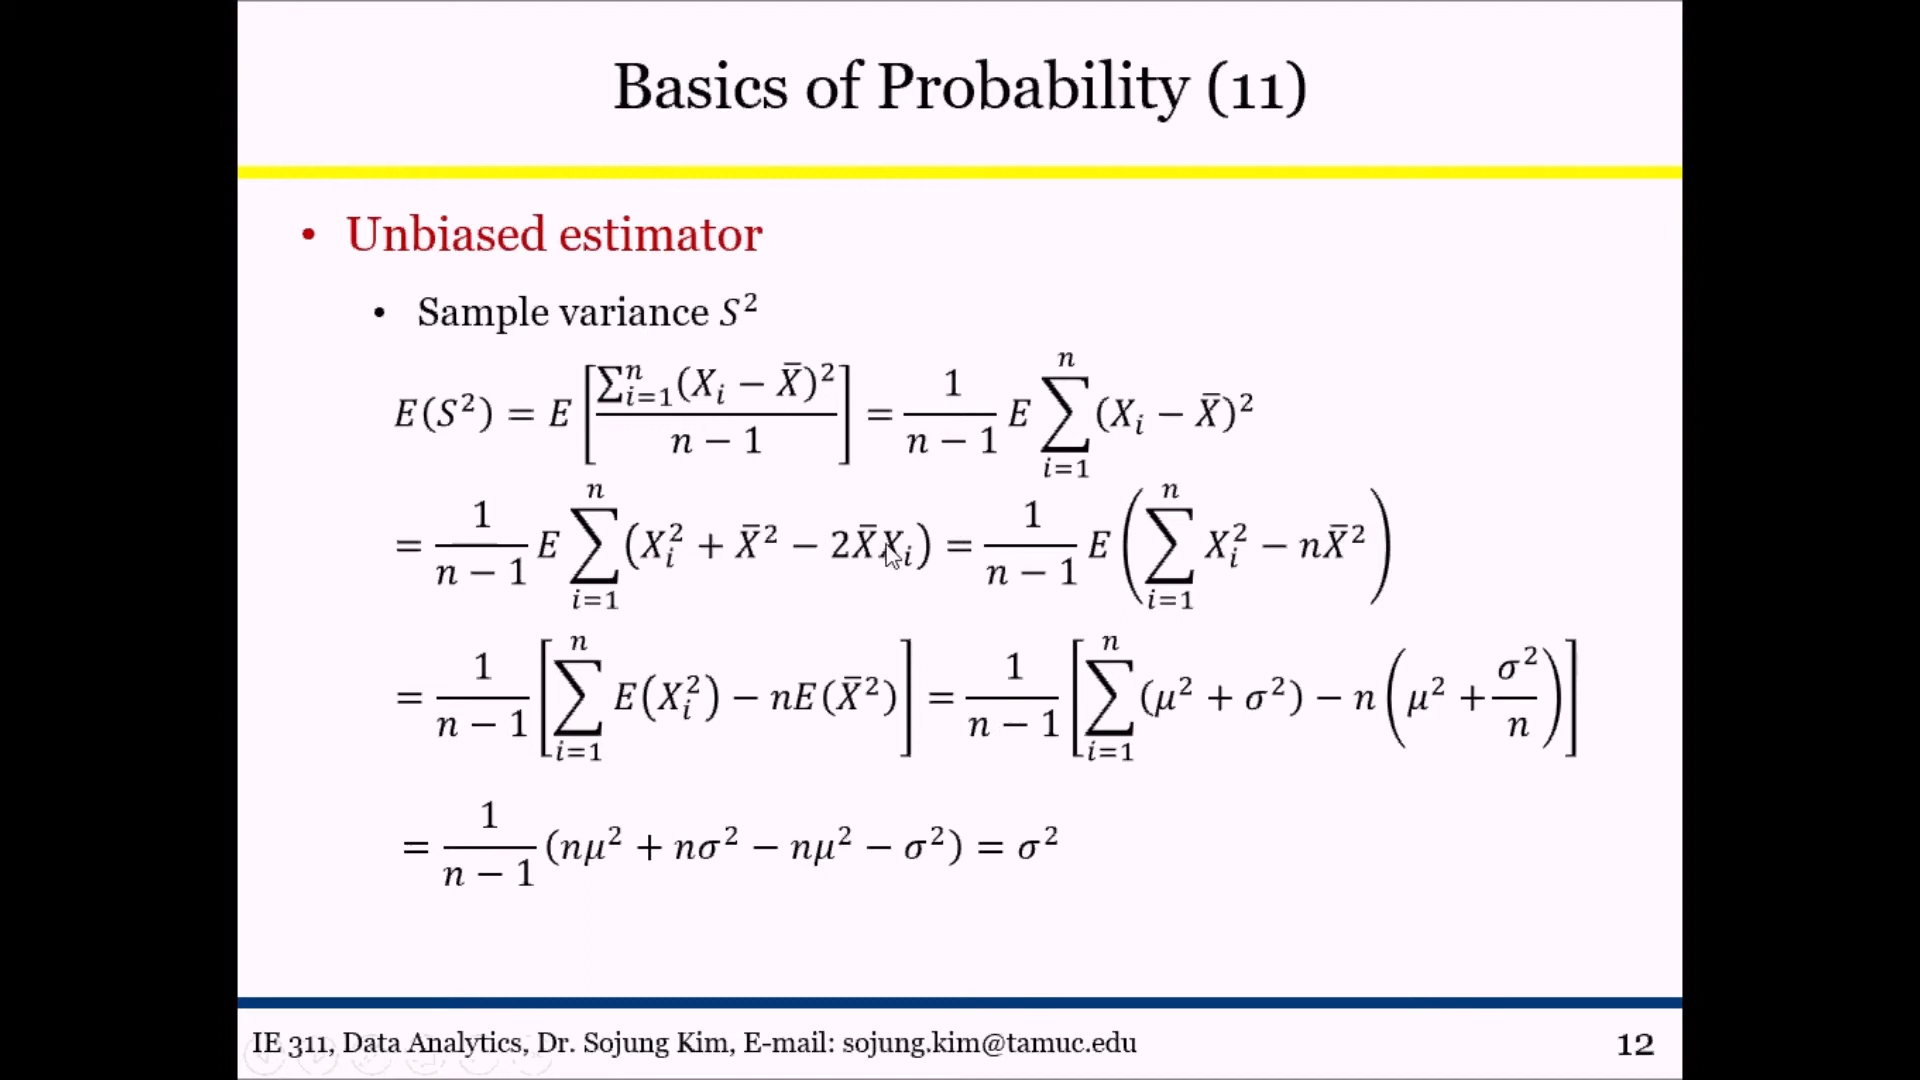 Basics of Probability (11)
• Unbiased estimator
• Sample variance S²
E(S²) = E[∑ⁿᵢ₌₁(Xᵢ − X̄)² / (n − 1)] = 1/(n − 1) E ∑ⁿᵢ₌₁ (Xᵢ − X̄)²
= 1/(n − 1) E ∑ⁿᵢ₌₁ (Xᵢ² + X̄² − 2X̄Xᵢ) = 1/(n − 1) E(∑ⁿᵢ₌₁ Xᵢ² − nX̄²)
= 1/(n − 1) [∑ⁿᵢ₌₁ E(Xᵢ²) − nE(X̄²)] = 1/(n − 1) [∑ⁿᵢ₌₁ (μ² + σ²) − n(μ² + σ²/n)]
= 1/(n − 1) (nμ² + nσ² − nμ² − σ²) = σ²
IE 311, Data Analytics, Dr. Sojung Kim, E-mail: sojung.kim@tamuc.edu
12